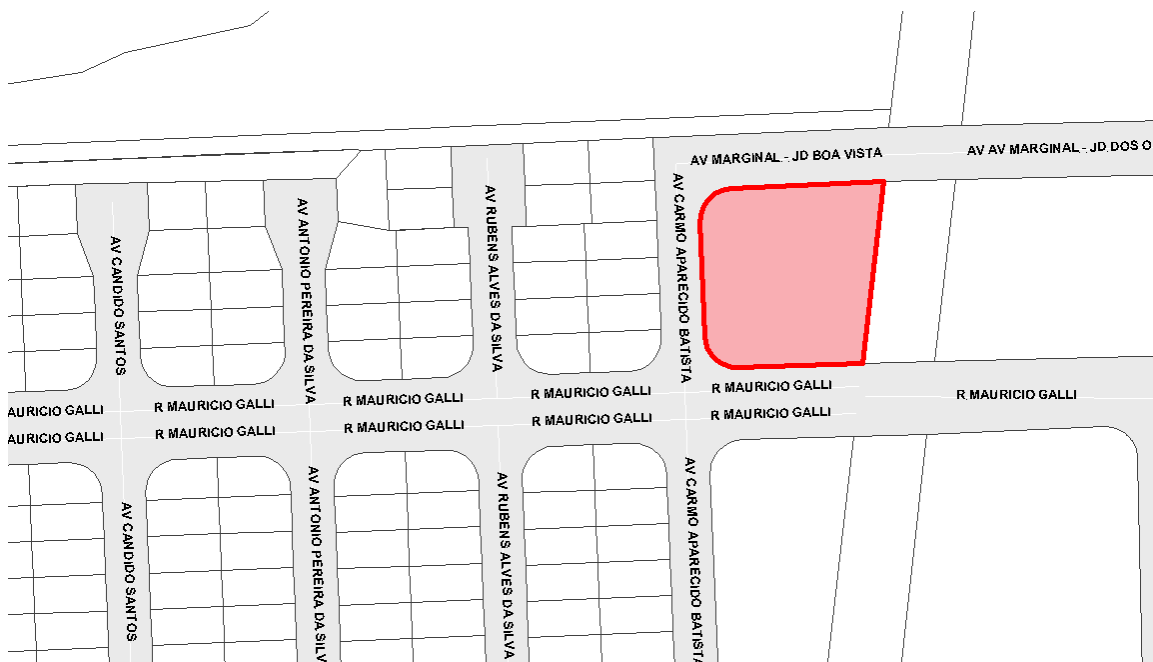 AV MARGINAL - JD BOA VISTA
AV AV MARGINAL - JD DOS O
AV CANDIDO SANTOS
AV ANTONIO PEREIRA DA SILVA
AV RUBENS ALVES DA SILVA
AV CARMO APARECIDO BATISTA
AURICIO GALLI
R MAURICIO GALLI
R MAURICIO GALLI
R MAURICIO GALLI
R MAURICIO GALLI
R MAURICIO GALLI
AURICIO GALLI
R MAURICIO GALLI
R MAURICIO GALLI
R MAURICIO GALLI
R MAURICIO GALLI
AV CANDIDO SANTOS
AV ANTONIO PEREIRA DA SILV
AV RUBENS ALVES DA SILVA
AV CARMO APARECIDO BATISTA